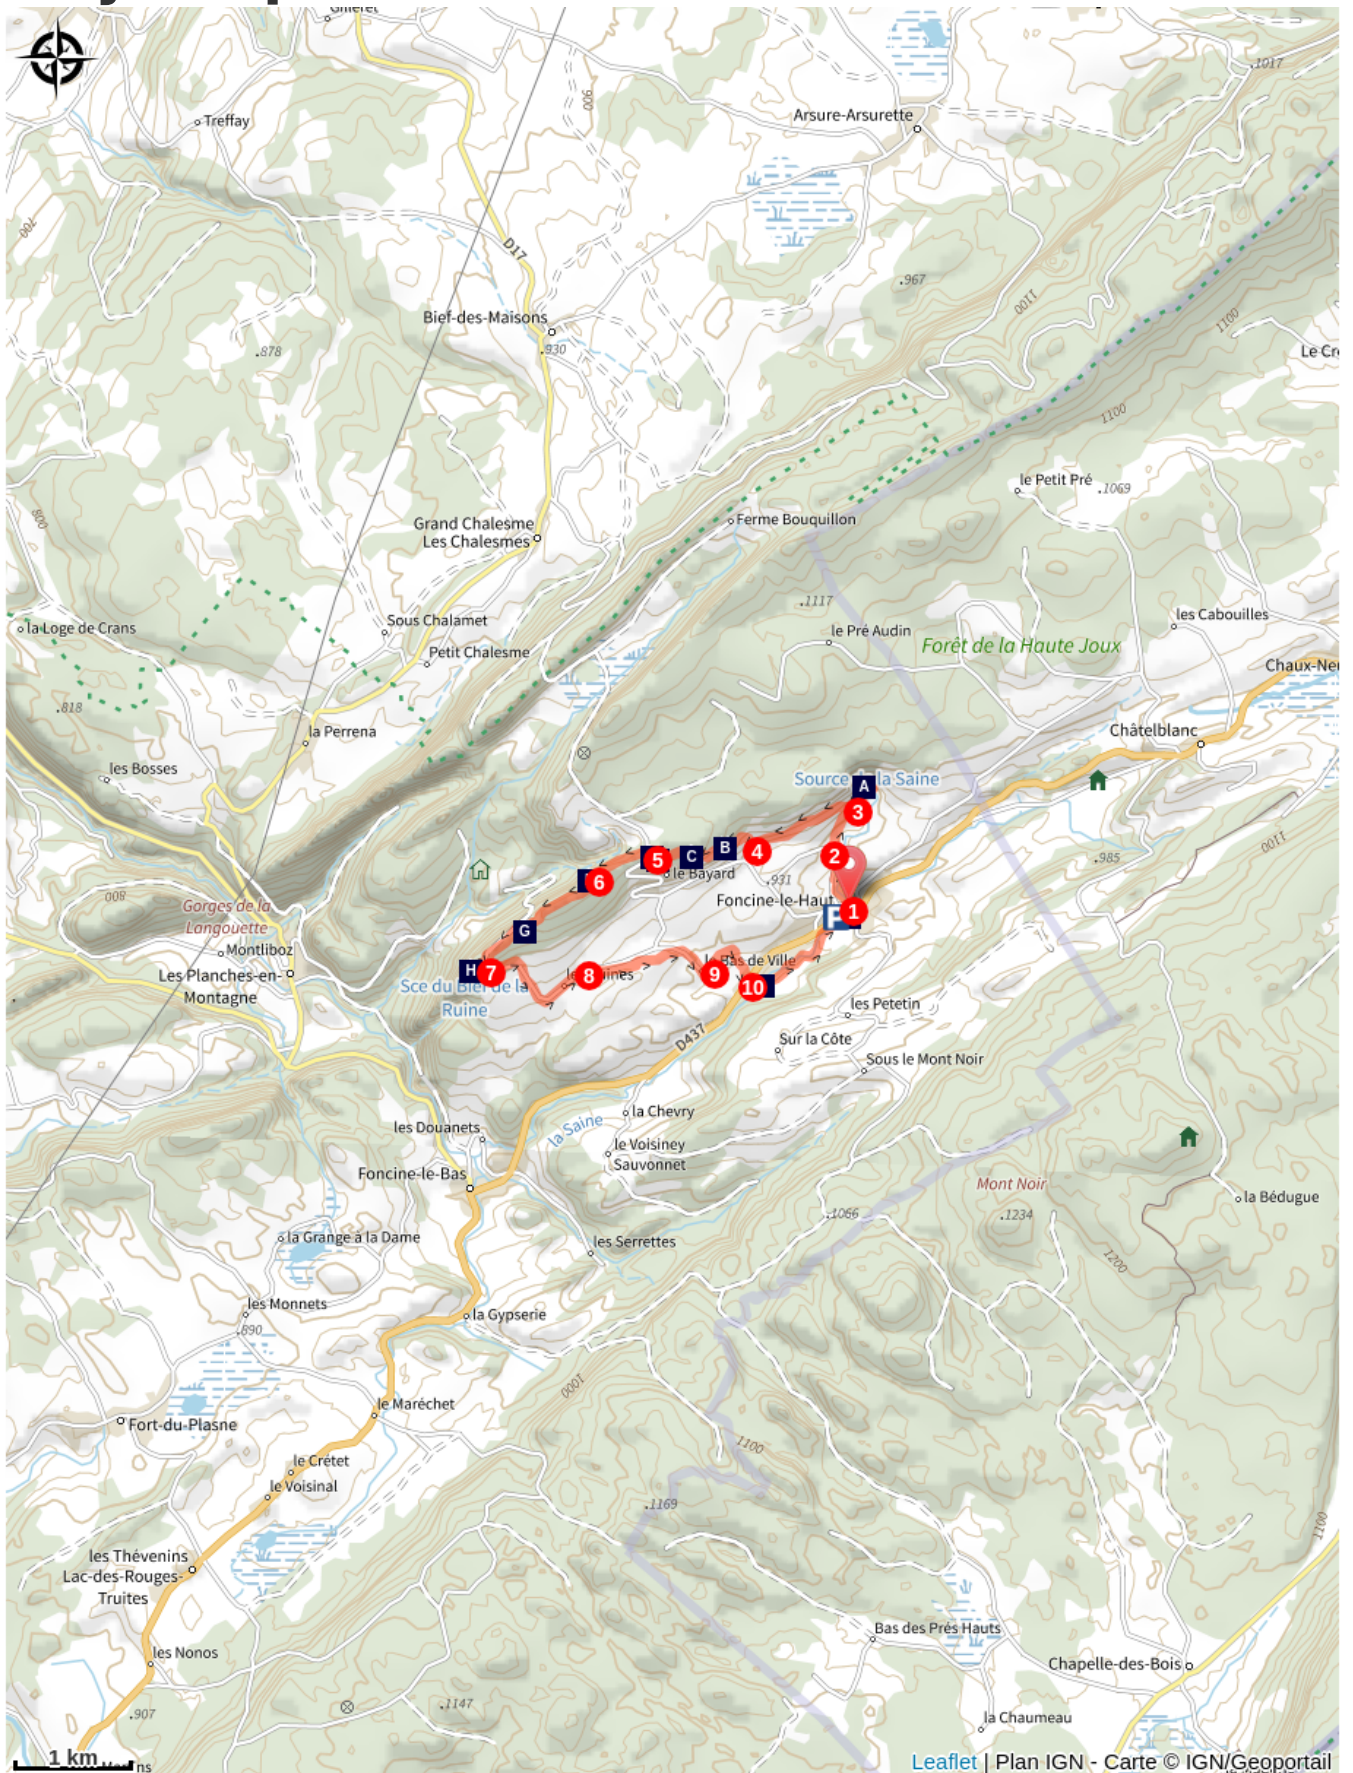 Gilleret
1017
Treffay
Arsure-Arsurette
900
700
D17
967
1100
Bief-des-Maisons
930
878
1100
Le Cr
1100
le Petit Pré
1069
800
Grand Chalesme
Les Chalesmes
Ferme Bouquillon
1117
la Loge de Crans
Sous Chalamet
le Pré Audin
les Cabouilles
Forêt de la Haute Joux
Petit Chalesme
Chaux-Neu
818
la Perrena
Châtelblanc
les Bosses
Source la Saine
A
3
B
4
C
5
2
985
1100
le Bayard
931
6
800
Foncine-le-Haut
P
1
Gorges de la
Langouette
G
Montliboz
Les Planches-en-
Montagne
H
7
8
le Bas de Ville
9
10
Sce du Bief de la
Ruine
les Petetin
D437
Sur la Côte
Sous le Mont Noir
la Chevry
les Douanets
la Saine
le Voisiney
Sauvonnet
Foncine-le-Bas
Mont Noir
la Bédugue
1066
1234
la Grange à la Dame
les Serrettes
1200
les Monnets
la Gypserie
890
1000
le Maréchet
Fort-du-Plasne
1100
le Crétet
le Voisinal
1169
1100
les Thévenins
Lac-des-Rouges-
Truites
Bas des Prés Hauts
les Nonos
Chapelle-des-Bois
1147
907
la Chaumeau
1 km
Leaflet | Plan IGN - Carte © IGN/Geoportail